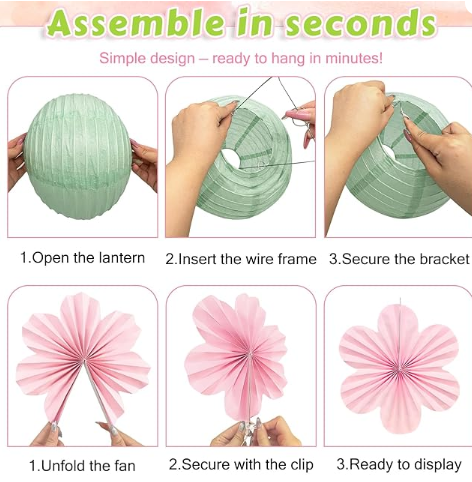 Assemble in seconds
Simple design – ready to hang in minutes!
1.Open the lantern
2.Insert the wire frame
3.Secure the bracket
1.Unfold the fan
2.Secure with the clip
3.Ready to display